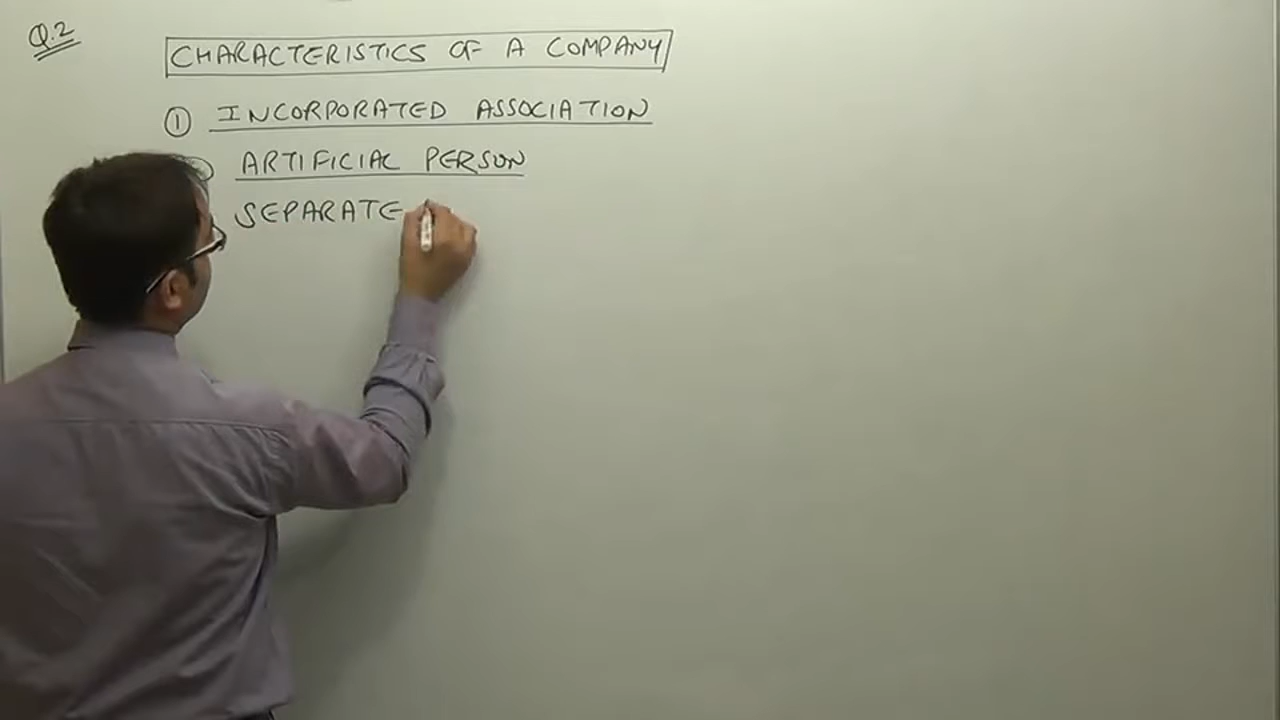 Q.2
CHARACTERISTICS OF A COMPANY
① INCORPORATED ASSOCIATION
ARTIFICIAL PERSON
SEPARATE